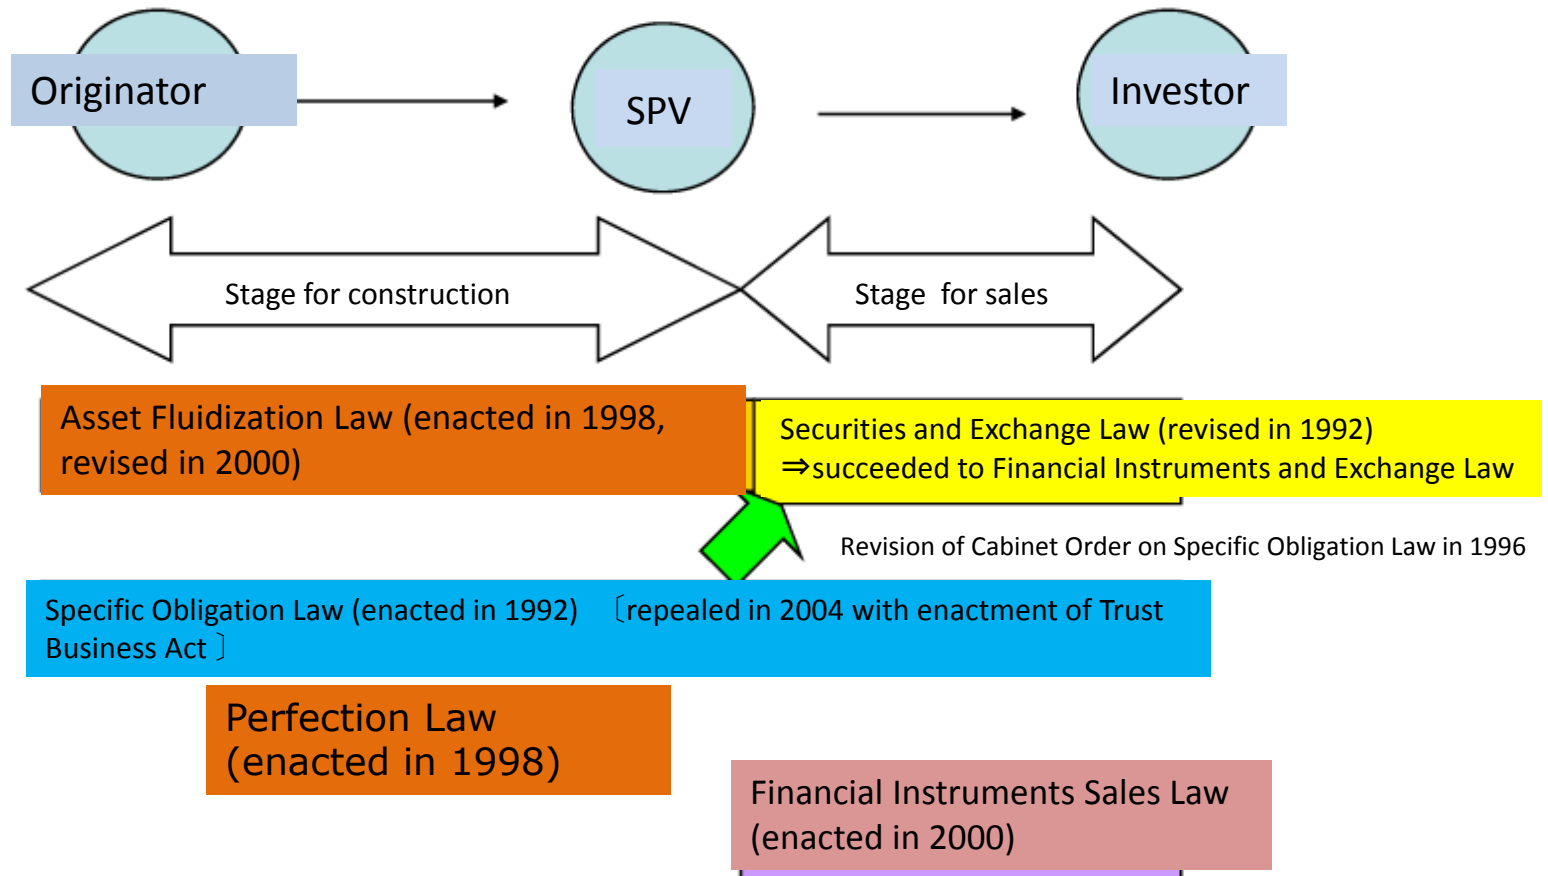 Originator
SPV
Investor
Stage for construction
Stage for sales
Asset Fluidization Law (enacted in 1998,
revised in 2000)
Securities and Exchange Law (revised in 1992)
⇒succeeded to Financial Instruments and Exchange Law
Revision of Cabinet Order on Specific Obligation Law in 1996
Specific Obligation Law (enacted in 1992) 〔repealed in 2004 with enactment of Trust
Business Act 〕
Perfection Law
(enacted in 1998)
Financial Instruments Sales Law
(enacted in 2000)